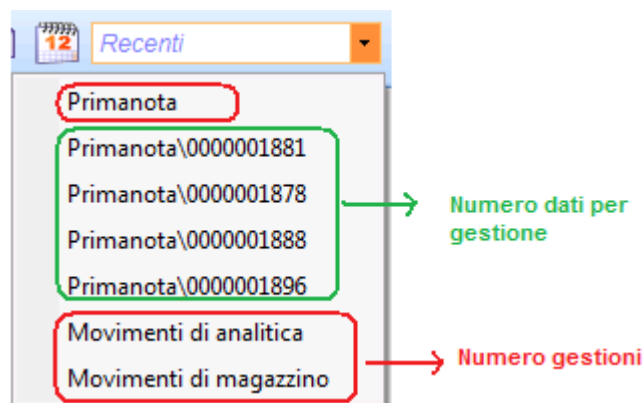 12
Recenti
Primanota
Primanota\0000001881
Primanota\0000001878
Primanota\0000001888
Primanota\0000001896
Numero dati per
gestione
Movimenti di analitica
Movimenti di magazzino
Numero gestioni